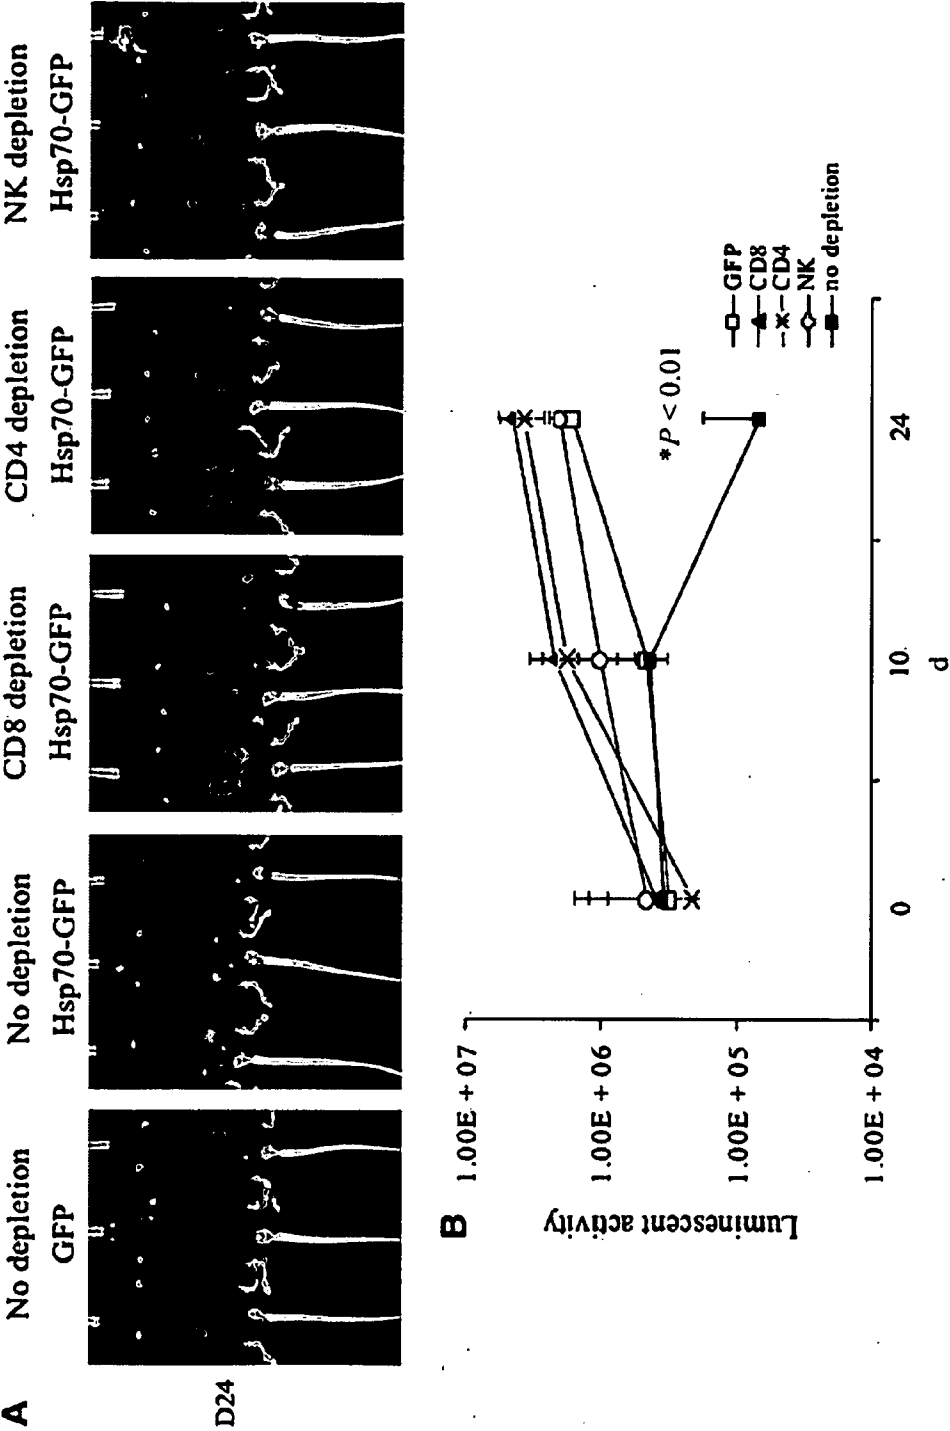 A
No depletion
GFP
No depletion
Hsp70-GFP
CD8 depletion
Hsp70-GFP
CD4 depletion
Hsp70-GFP
NK depletion
Hsp70-GFP
D24
B
Luminescent activity
1.00E + 07
1.00E + 06
1.00E + 05
1.00E + 04
0
10
24
d
*P < 0.01
GFP
CD8
CD4
NK
no depletion